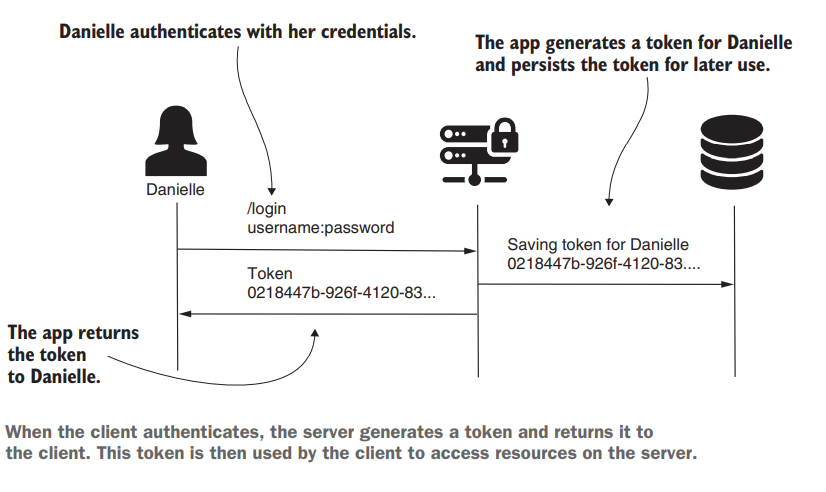 Danielle authenticates with her credentials.
The app generates a token for Danielle
and persists the token for later use.
Danielle
/login
username:password
Saving token for Danielle
0218447b-926f-4120-83....
Token
0218447b-926f-4120-83...
The app returns
the token
to Danielle.
When the client authenticates, the server generates a token and returns it to
the client. This token is then used by the client to access resources on the server.